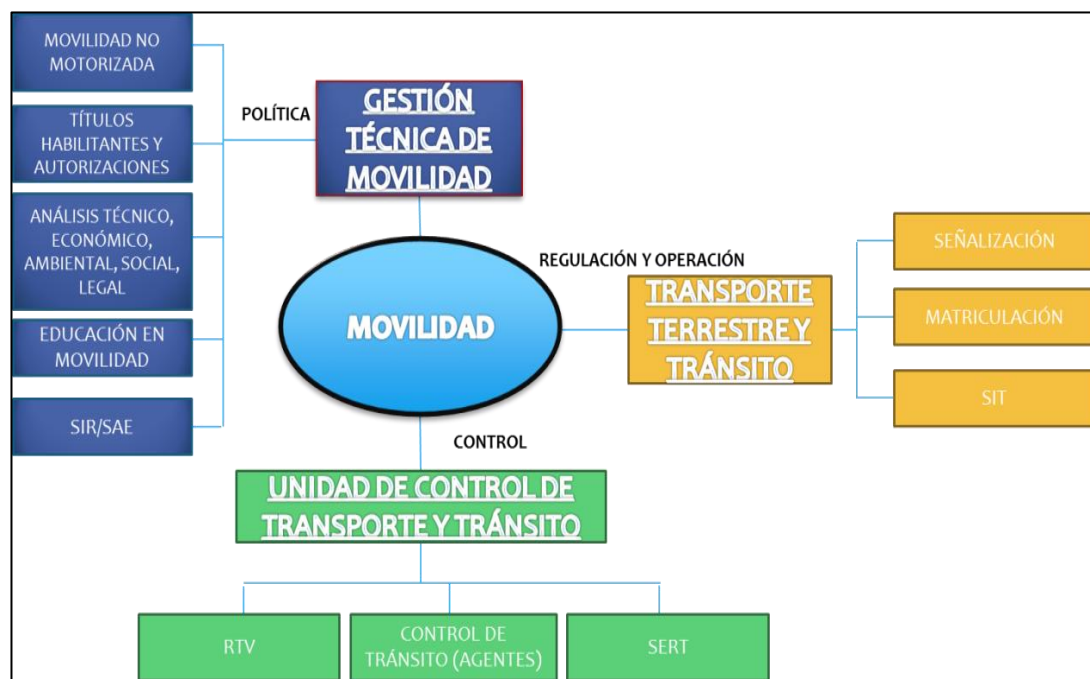 MOVILIDAD NO
MOTORIZADA
TÍTULOS
HABILITANTES Y
AUTORIZACIONES
ANÁLISIS TÉCNICO,
ECONÓMICO,
AMBIENTAL, SOCIAL,
LEGAL
EDUCACIÓN EN
MOVILIDAD
SIR/SAE
POLÍTICA
GESTIÓN
TÉCNICA DE
MOVILIDAD
MOVILIDAD
REGULACIÓN Y OPERACIÓN
TRANSPORTE
TERRESTRE Y
TRÁNSITO
SEÑALIZACIÓN
MATRICULACIÓN
SIT
CONTROL
UNIDAD DE CONTROL DE
TRANSPORTE Y TRÁNSITO
RTV
CONTROL DE
TRÁNSITO (AGENTES)
SERT